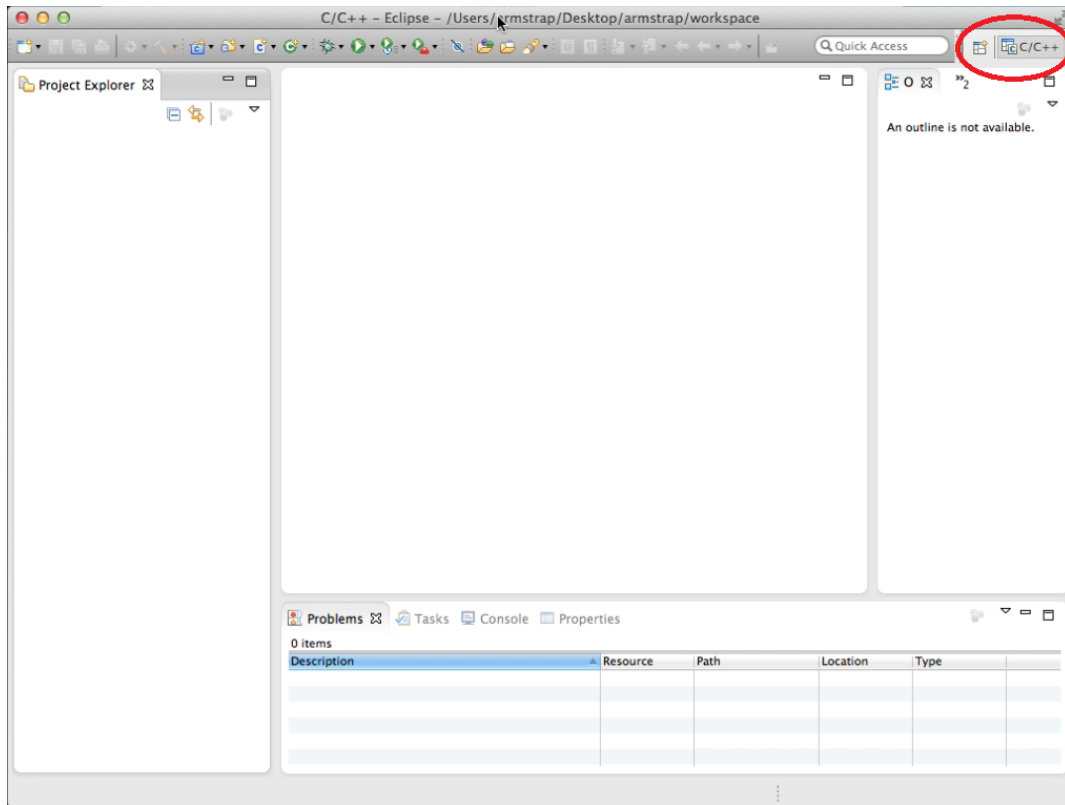 C/C++ – Eclipse – /Users/armstrap/Desktop/armstrap/workspace
Quick Access
C/C++
Project Explorer
O
»2
An outline is not available.
Problems Tasks Console Properties
0 items
Description Resource Path Location Type